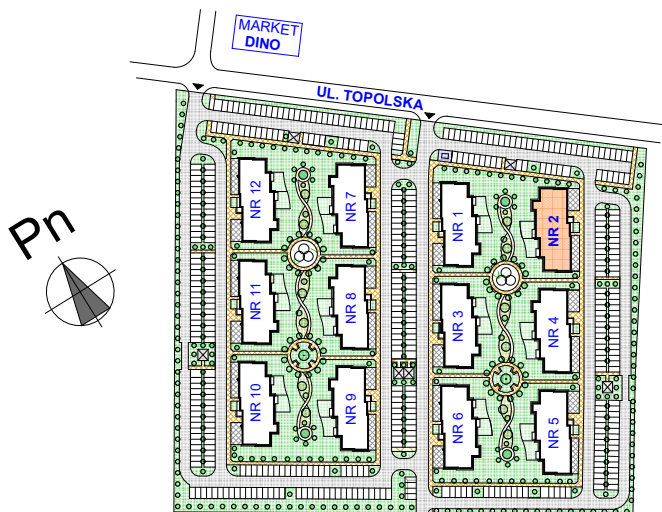 MARKET
DINO
UL. TOPOLSKA
Pn
NR 12
NR 7
NR 1
NR 2
NR 11
NR 8
NR 3
NR 4
NR 10
NR 9
NR 6
NR 5